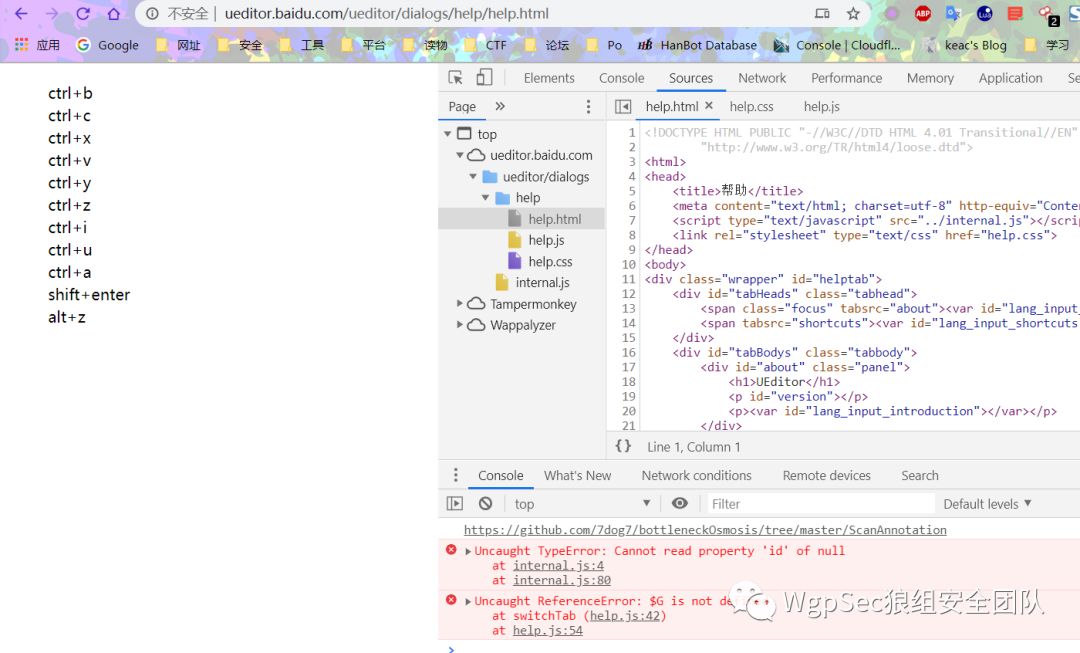 不安全 | ueditor.baidu.com/ueditor/dialogs/help/help.html
ABP
Lua
2
应用 Google 网址 安全 工具 平台 读物 CTF 论坛 Po HB HanBot Database Console | Cloudfl... keac's Blog 学习
ctrl+b
ctrl+c
ctrl+x
ctrl+v
ctrl+y
ctrl+z
ctrl+i
ctrl+u
ctrl+a
shift+enter
alt+z
Elements Console Sources Network Performance Memory Application Se
Page »
top
ueditor.baidu.com
ueditor/dialogs
help
help.html
help.js
help.css
internal.js
Tampermonkey
Wappalyzer
help.html × help.css help.js
1 <!DOCTYPE HTML PUBLIC "-//W3C//DTD HTML 4.01 Transitional//EN"
2 "http://www.w3.org/TR/html4/loose.dtd">
3 <html>
4 <head>
5 <title>帮助</title>
6 <meta content="text/html; charset=utf-8" http-equiv="Conten
7 <script type="text/javascript" src="../internal.js"></scrip
8 <link rel="stylesheet" type="text/css" href="help.css">
9 </head>
10 <body>
11 <div class="wrapper" id="helptab">
12 <div id="tabHeads" class="tabhead">
13 <span class="focus" tabsrc="about"><var id="lang_input_
14 <span tabsrc="shortcuts"><var id="lang_input_shortcuts
15 </div>
16 <div id="tabBodys" class="tabbody">
17 <div id="about" class="panel">
18 <h1>UEditor</h1>
19 <p id="version"></p>
20 <p><var id="lang_input_introduction"></var></p>
21 </div>
{} Line 1, Column 1
Console What's New Network conditions Remote devices Search
top Filter Default levels ▼
https://github.com/7dog7/bottleneckOsmosis/tree/master/ScanAnnotation
Uncaught TypeError: Cannot read property 'id' of null
at internal.js:4
at internal.js:80
Uncaught ReferenceError: $G is not
at switchTab (help.js:42)
at help.js:54
WgpSec狼组安全团队